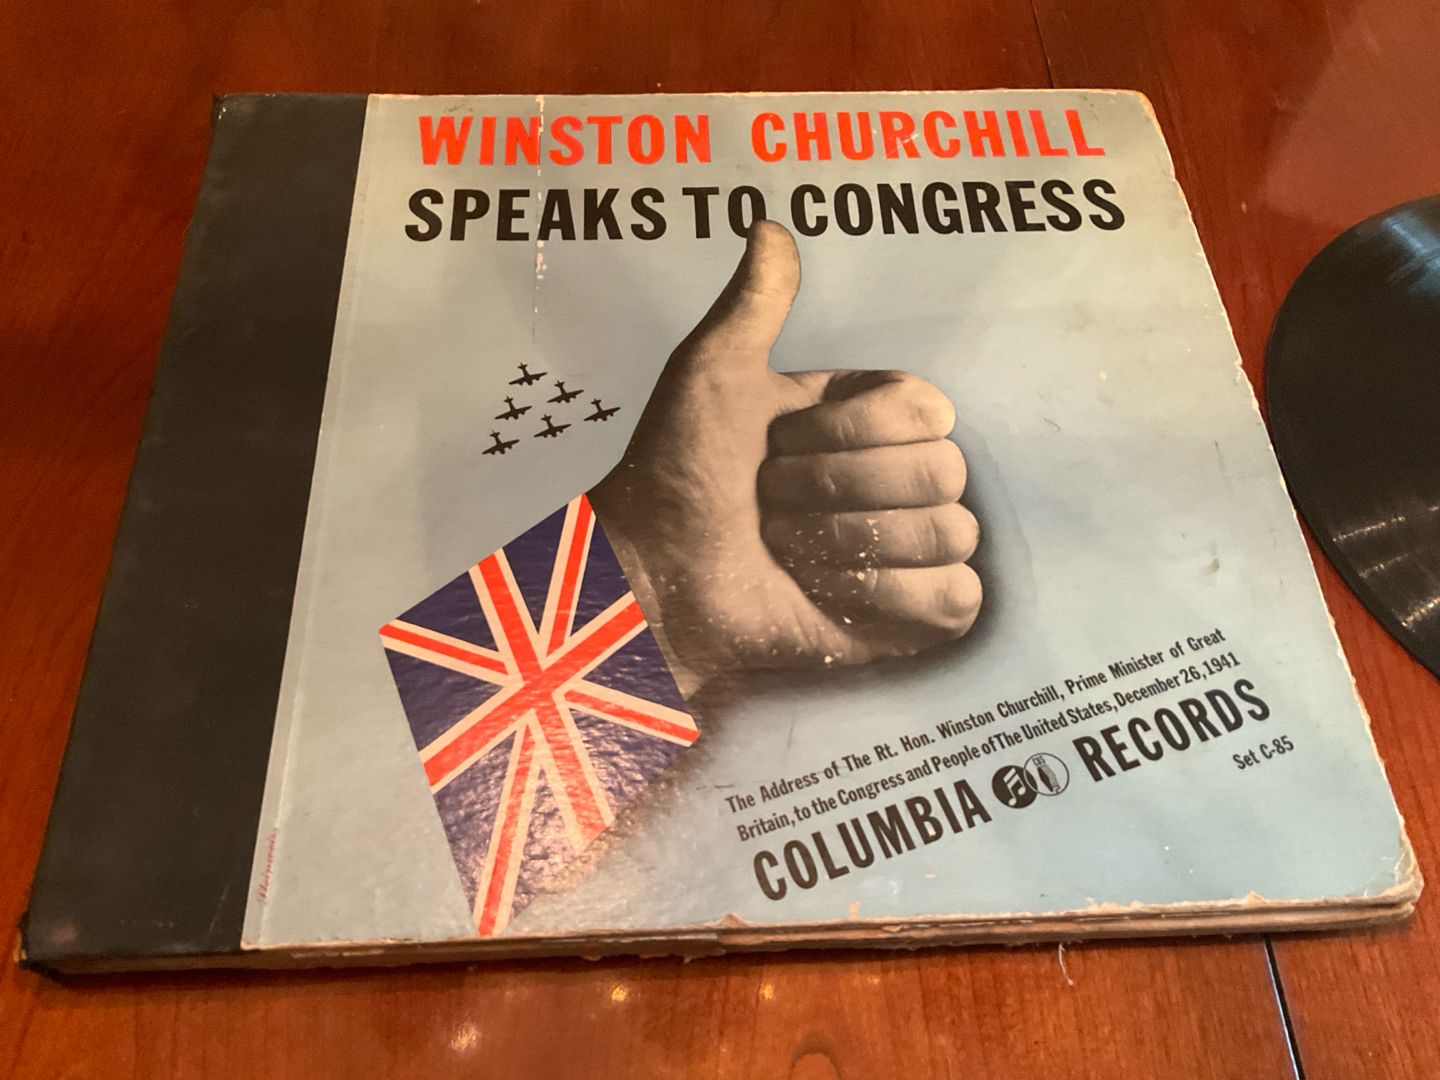 WINSTON CHURCHILL
SPEAKS TO CONGRESS
The Address of The Rt. Hon. Winston Churchill, Prime Minister of Great
Britain, to the Congress and People of The United States, December 26, 1941
COLUMBIA RECORDS
Set C-85